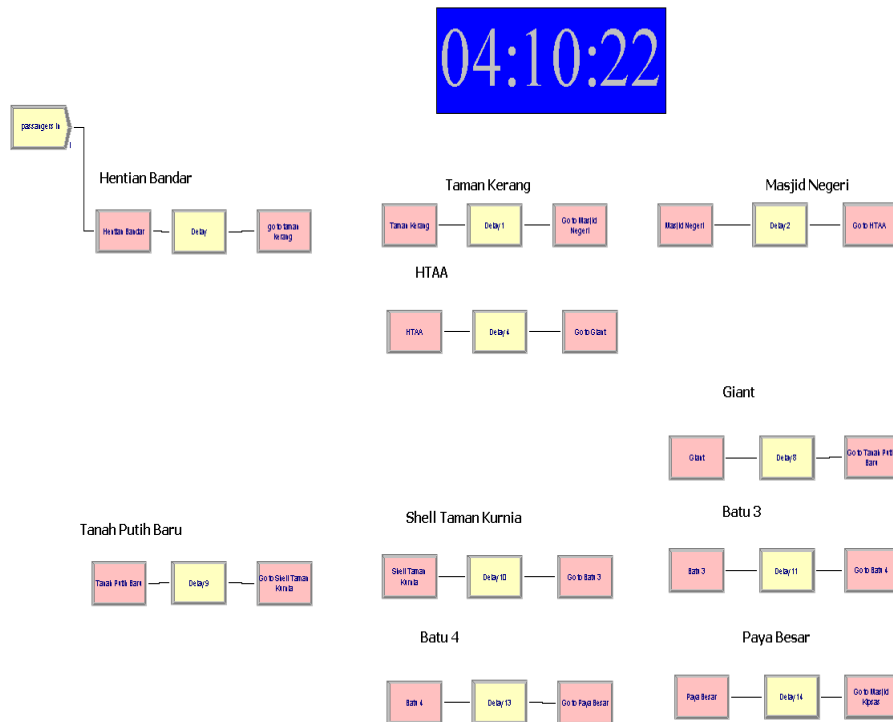 04:10:22
passangers in
Hentian Bandar
Hentian Bandar
Delay
go to taman
kerang
Taman Kerang
Taman Kerang
Delay 1
Go to Masjid
Negeri
Masjid Negeri
Masjid Negeri
Delay 2
Go to HTAA
HTAA
HTAA
Go to Giant
Giant
Giant
Delay 8
Go to Tanah Putih
Baru
Tanah Putih Baru
Tanah Putih Baru
Delay 9
Go to Shell Taman
Kurnia
Shell Taman Kurnia
Shell Taman
Kurnia
Delay 10
Go to Batu 3
Batu 3
Batu 3
Delay 11
Go to Batu 4
Batu 4
Batu 4
Delay 13
Go to Paya Besar
Paya Besar
Paya Besar
Delay 14
Go to Masjid
Kipsas